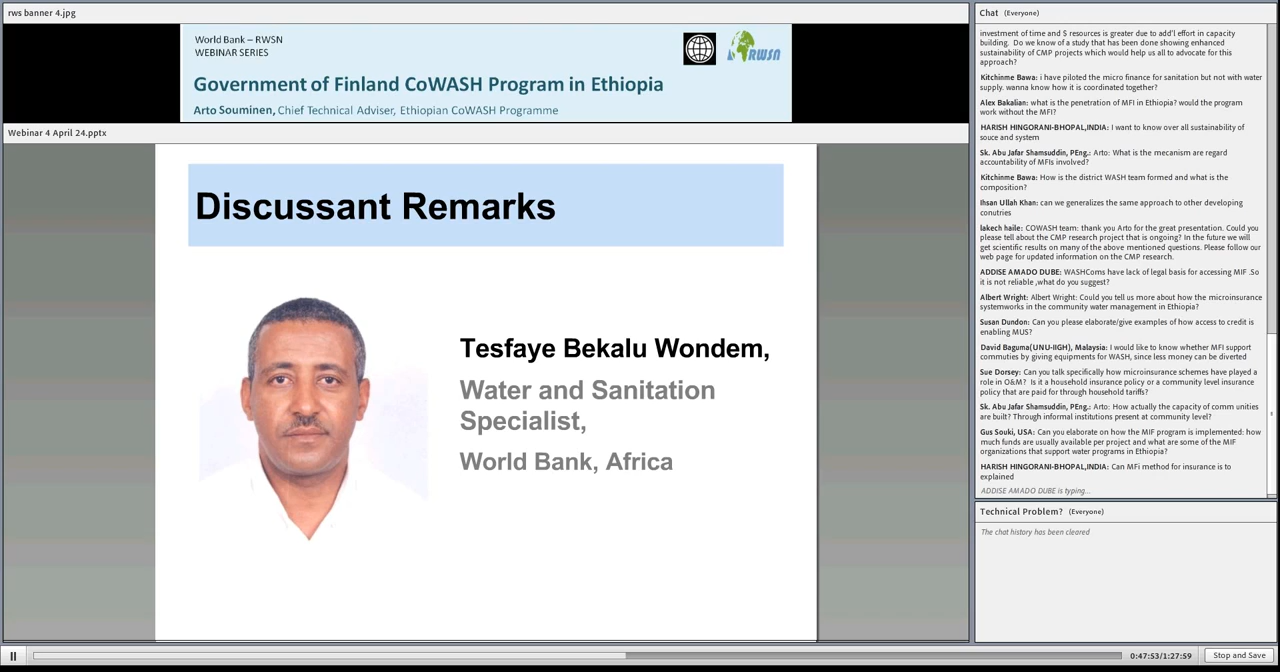 rws banner 4.jpg
World Bank – RWSN
WEBINAR SERIES
RWSN
Government of Finland CoWASH Program in Ethiopia
Arto Souminen, Chief Technical Adviser, Ethiopian CoWASH Programme
Webinar 4 April 24.pptx
Discussant Remarks
Tesfaye Bekalu Wondem,
Water and Sanitation
Specialist,
World Bank, Africa
Chat (Everyone)
investment of time and $ resources is greater due to add'l effort in capacity
building. Do we know of a study that has been done showing enhanced
sustainability of CMP projects which would help us all to advocate for this
approach?
Kitchinme Bawa: i have piloted the micro finance for sanitation but not with water
supply. wanna know how it is coordinated together?
Alex Bakalian: what is the penetration of MFI in Ethiopia? would the program
work without the MFI?
HARISH HINGORANI-BHOPAL,INDIA: I want to know over all sustainability of
souce and system
Sk. Abu Jafar Shamsuddin, PEng.: Arto: What is the mecanism are regard
accountability of MFIs involved?
Kitchinme Bawa: How is the district WASH team formed and what is the
composition?
Ihsan Ullah Khan: can we generalizes the same approach to other developing
conutries
lakech haile: COWASH team: thank you Arto for the great presentation. Could you
please tell about the CMP research project that is ongoing? In the future we will
get scientific results on many of the above mentioned questions. Please follow our
web page for updated information on the CMP research.
ADDISE AMADO DUBE: WASHComs have lack of legal basis for accessing MIF .So
it is not reliable ,what do you suggest?
Albert Wright: Albert Wright: Could you tell us more about how the microinsurance
systemworks in the community water management in Ethiopia?
Susan Dundon: Can you please elaborate/give examples of how access to credit is
enabling MUS?
David Baguma(UNU-IIGH), Malaysia: I would like to know whether MFI support
commuties by giving equipments for WASH, since less money can be diverted
Sue Dorsey: Can you talk specifically how microinsurance schemes have played a
role in O&M? Is it a household insurance policy or a community level insurance
policy that are paid for through household tariffs?
Sk. Abu Jafar Shamsuddin, PEng.: Arto: How actually the capacity of comm unities
are built? Through informal institutions present at community level?
Gus Souki, USA: Can you elaborate on how the MIF program is implemented: how
much funds are usually available per project and what are some of the MIF
organizations that support water programs in Ethiopia?
HARISH HINGORANI-BHOPAL,INDIA: Can MFi method for insurance is to
explained
ADDISE AMADO DUBE is typing...
Technical Problem? (Everyone)
The chat history has been cleared
0:47:53/1:27:59
Stop and Save